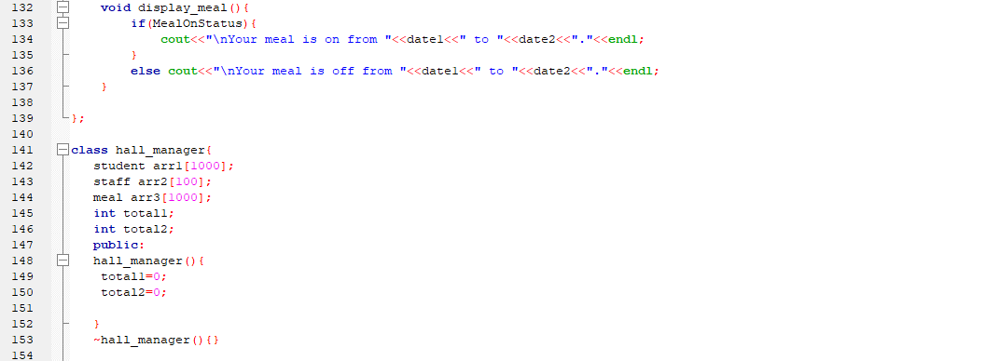 132 void display_meal(){
133 if(MealOnStatus){
134 cout<<"\nYour meal is on from "<<date1<<" to "<<date2<<"."<<endl;
135 }
136 else cout<<"\nYour meal is off from "<<date1<<" to "<<date2<<"."<<endl;
137 }
138
139 };
140
141 class hall_manager{
142 student arr1[1000];
143 staff arr2[100];
144 meal arr3[1000];
145 int total1;
146 int total2;
147 public:
148 hall_manager(){
149 total1=0;
150 total2=0;
151
152 }
153 ~hall_manager(){}
154